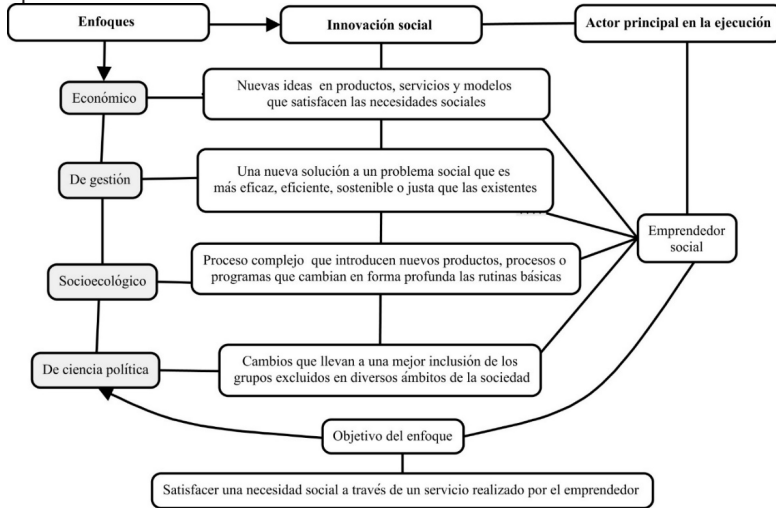 Enfoques
Innovación social
Actor principal en la ejecución
Económico
Nuevas ideas en productos, servicios y modelos
que satisfacen las necesidades sociales
De gestión
Una nueva solución a un problema social que es
más eficaz, eficiente, sostenible o justa que las existentes
Emprendedor
social
Socioecológico
Proceso complejo que introducen nuevos productos, procesos o
programas que cambian en forma profunda las rutinas básicas
De ciencia política
Cambios que llevan a una mejor inclusión de los
grupos excluidos en diversos ámbitos de la sociedad
Objetivo del enfoque
Satisfacer una necesidad social a través de un servicio realizado por el emprendedor